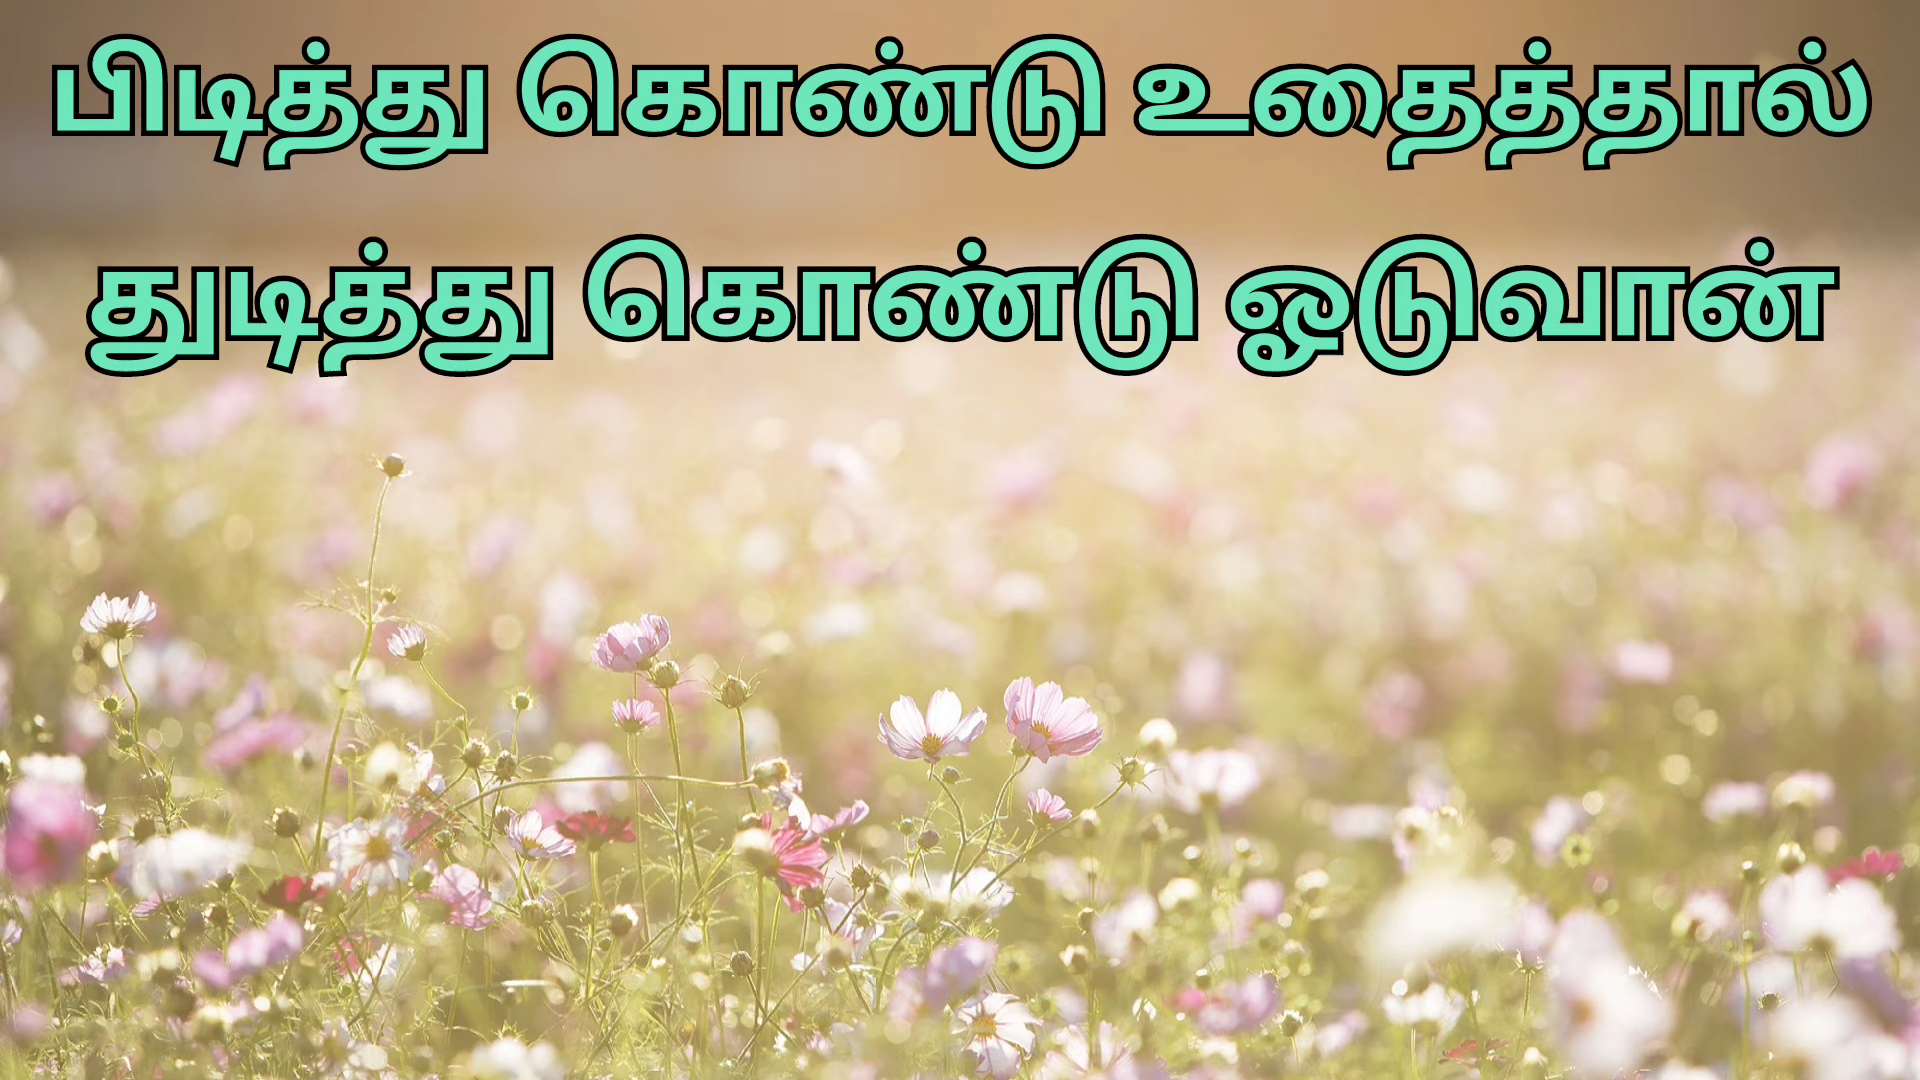 பிடித்து கொண்டு உதைத்தால்
துடித்து கொண்டு ஓடுவான்